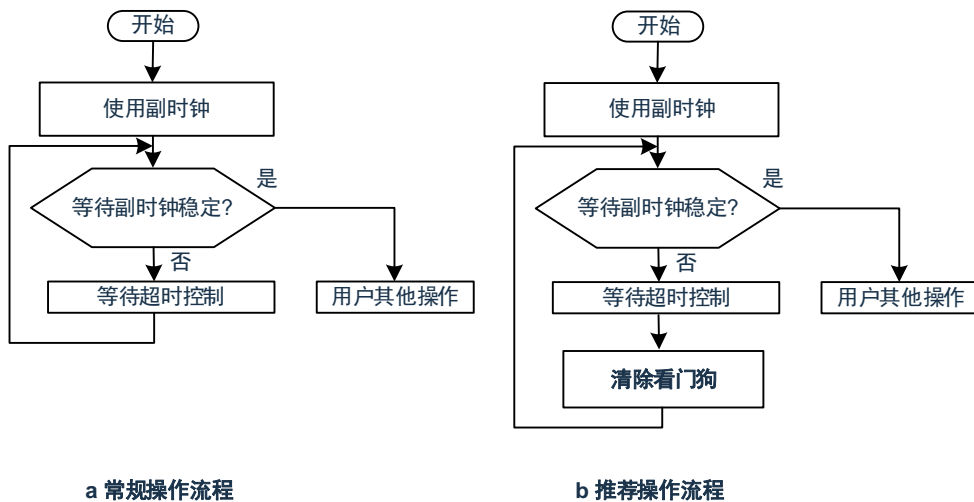 开始
使用副时钟
等待副时钟稳定?
是
否
等待超时控制
用户其他操作
a 常规操作流程
开始
使用副时钟
等待副时钟稳定?
是
否
等待超时控制
用户其他操作
清除看门狗
b 推荐操作流程